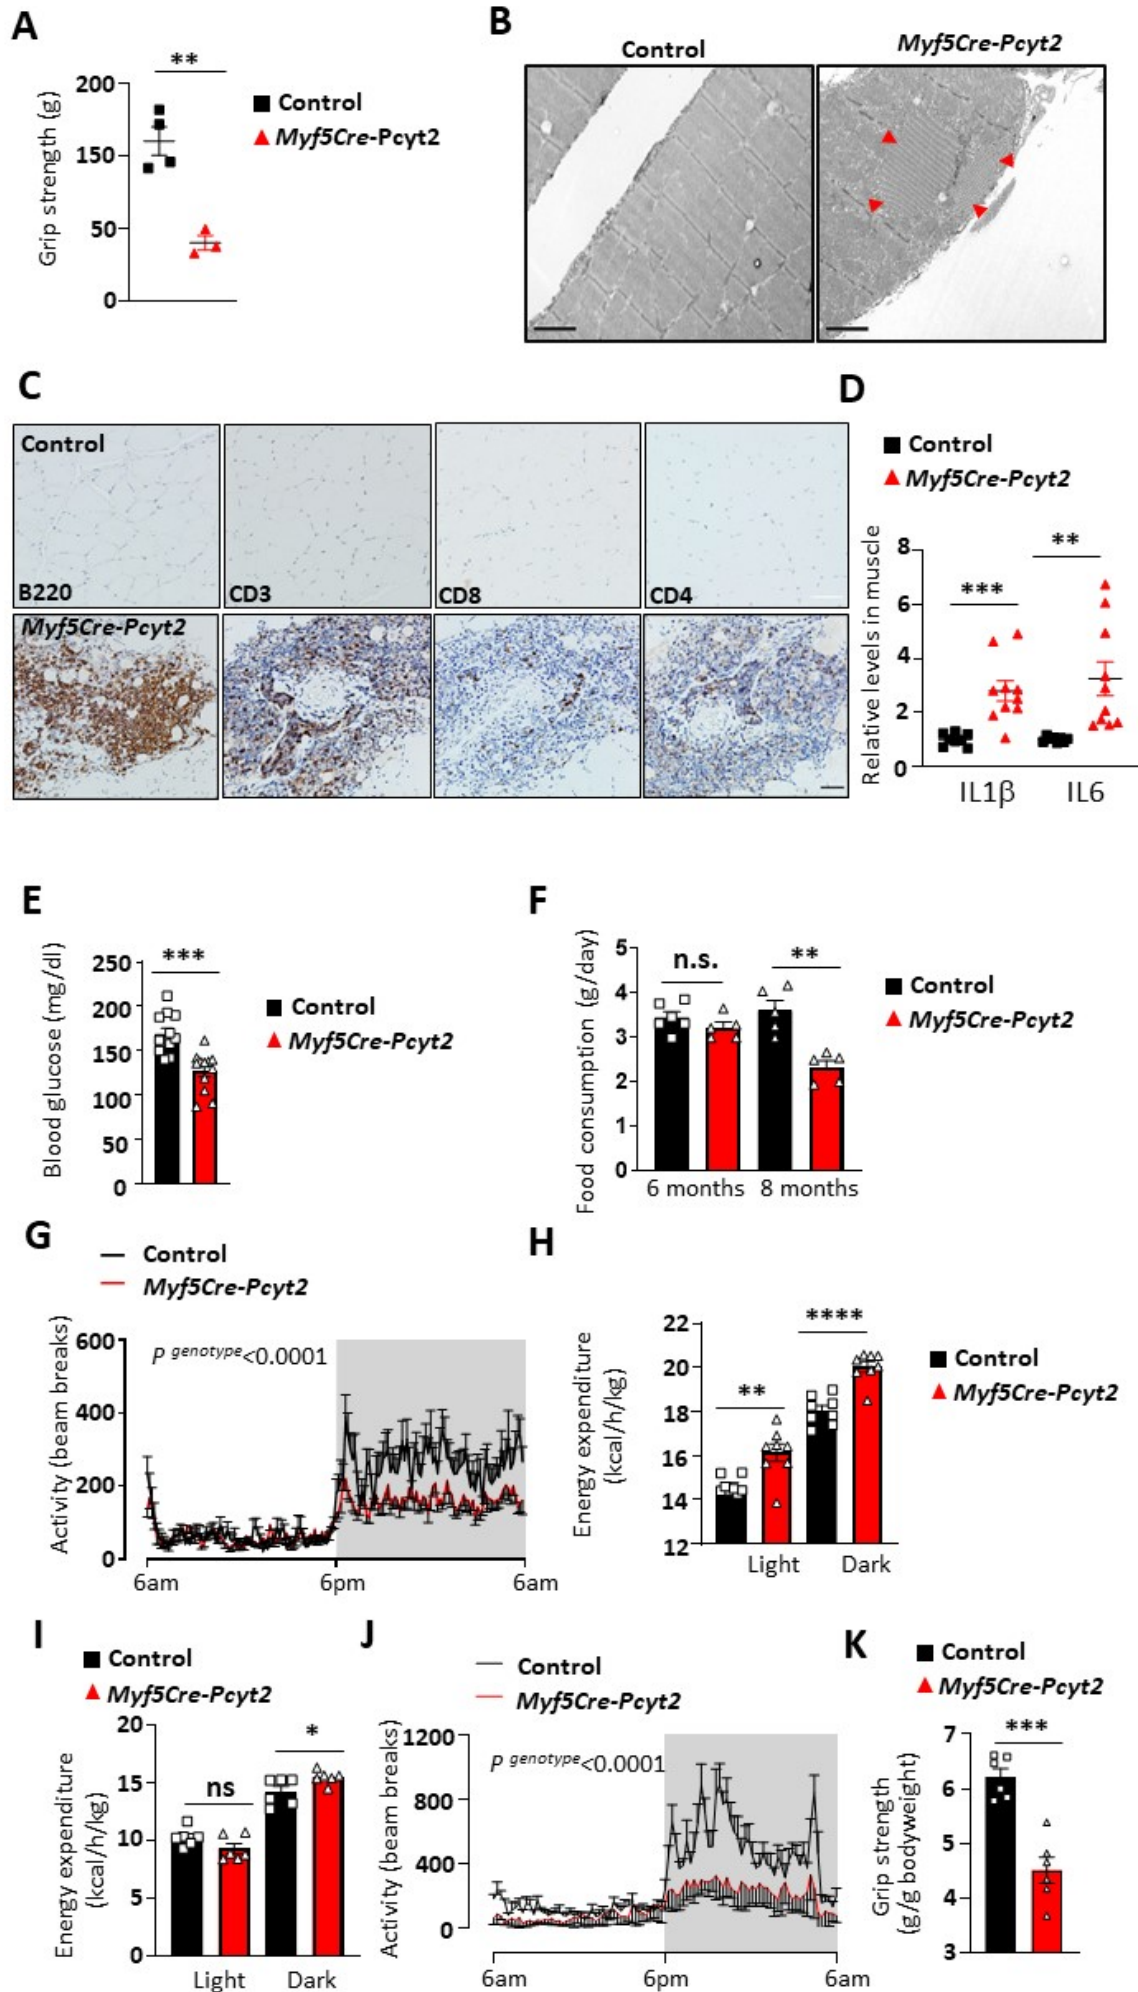 A
**
Grip strength (g)
200
150
50
0
Control
Myf5Cre-Pcyt2
B
Control
Myf5Cre-Pcyt2
C
Control
B220
CD3
CD8
CD4
Myf5Cre-Pcyt2
D
Control
Myf5Cre-Pcyt2
Relative levels in muscle
8
6
4
2
0
***
**
IL1β
IL6
E
Blood glucose (mg/dl)
250
200
150
100
50
0
***
Control
Myf5Cre-Pcyt2
F
Food consumption (g/day)
5
4
3
2
1
0
n.s.
**
6 months
8 months
Control
Myf5Cre-Pcyt2
G
Control
Myf5Cre-Pcyt2
Activity (beam breaks)
600
400
200
0
P genotype<0.0001
6am
6pm
6am
H
Energy expenditure
(kcal/h/kg)
22
20
18
16
14
12
**
****
Light
Dark
Control
Myf5Cre-Pcyt2
I
Control
Myf5Cre-Pcyt2
Energy expenditure
(kcal/h/kg)
20
15
10
5
0
ns
*
Light
Dark
J
Control
Myf5Cre-Pcyt2
Activity (beam breaks)
1200
800
400
0
P genotype<0.0001
6am
6pm
6am
K
Control
Myf5Cre-Pcyt2
Grip strength
(g/g bodyweight)
7
6
5
4
3
***